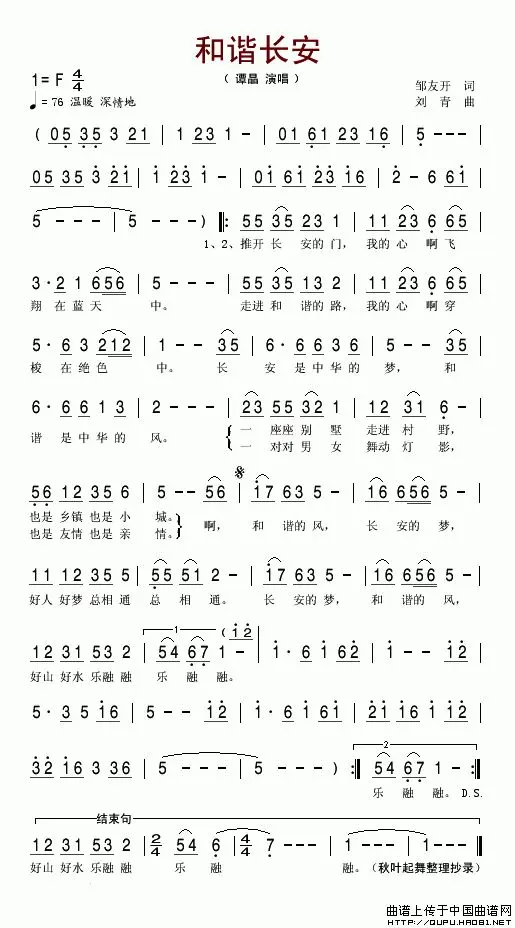 和谐长安
（ 谭晶 演唱 ）
1= F 4/4
♩= 76 温暖 深情地
邹友开 词
刘 青 曲
( 05 35 3 21 | 1 23 1 - | 01 61 23 16 | 5 - - - |
05 35 3 21 | 1 23 1 - | 01 61 23 16 | 2 - 6 61 |
5 - - - | 5 - - - ) |: 55 35 23 1 | 11 23 6 65 |
1、2、推开 长 安的 门， 我的 心 啊 飞
3· 2 1 656 | 5 - - - | 55 35 13 2 | 11 23 6 65 |
翔 在 蓝 天 中。 走进 和 谐的 路， 我的 心 啊 穿
5· 6 3 212 | 1 - - 35 | 6· 6 6 3 6 | 5 - - 35 |
梭 在 绝 色 中。 长 安 是 中 华 的 梦， 和
6· 6 6 1 3 | 2 - - - | 23 55 32 2 | 12 31 6 - |
谐 是 中 华 的 风。 一 座座 别 墅 走进 村 野，
一 对对 男 女 舞动 灯 影，
56 12 35 6 | 5 - - 56 | 17 63 5 - | 16 656 5 - |
也是 乡镇 也是 小 城。 啊， 和 谐的 风， 长 安的 梦，
也是 友情 也是 亲 情。
11 12 35 5 | 55 51 2 - | 17 63 5 - | 16 656 5 - |
好人 好梦 总相 通 总 相 通。 长 安的 梦， 和 谐的 风，
1
( 12
12 31 53 2 | 54 67 1 - | 1· 6 1 62 | 1 - - 12 |
好山 好水 乐融 融 乐 融融。
5· 3 5 16 | 5 - - 12 | 1· 6 1 61 | 21 16 1 12 |
2
32 16 3 36 | 5 - - - | 5 - - ) :| 54 67 1 - :|
乐 融融。 D.S.
结束句
12 31 53 2 | 2/4 54 6 | 4/4 7 - - - | 1 - - - | 1 - - - ||
好山 好水 乐融 融 乐 融 融。(秋叶起舞整理抄录)
曲谱上传于中国曲谱网
HTTP://QUPU.HAO81.NET